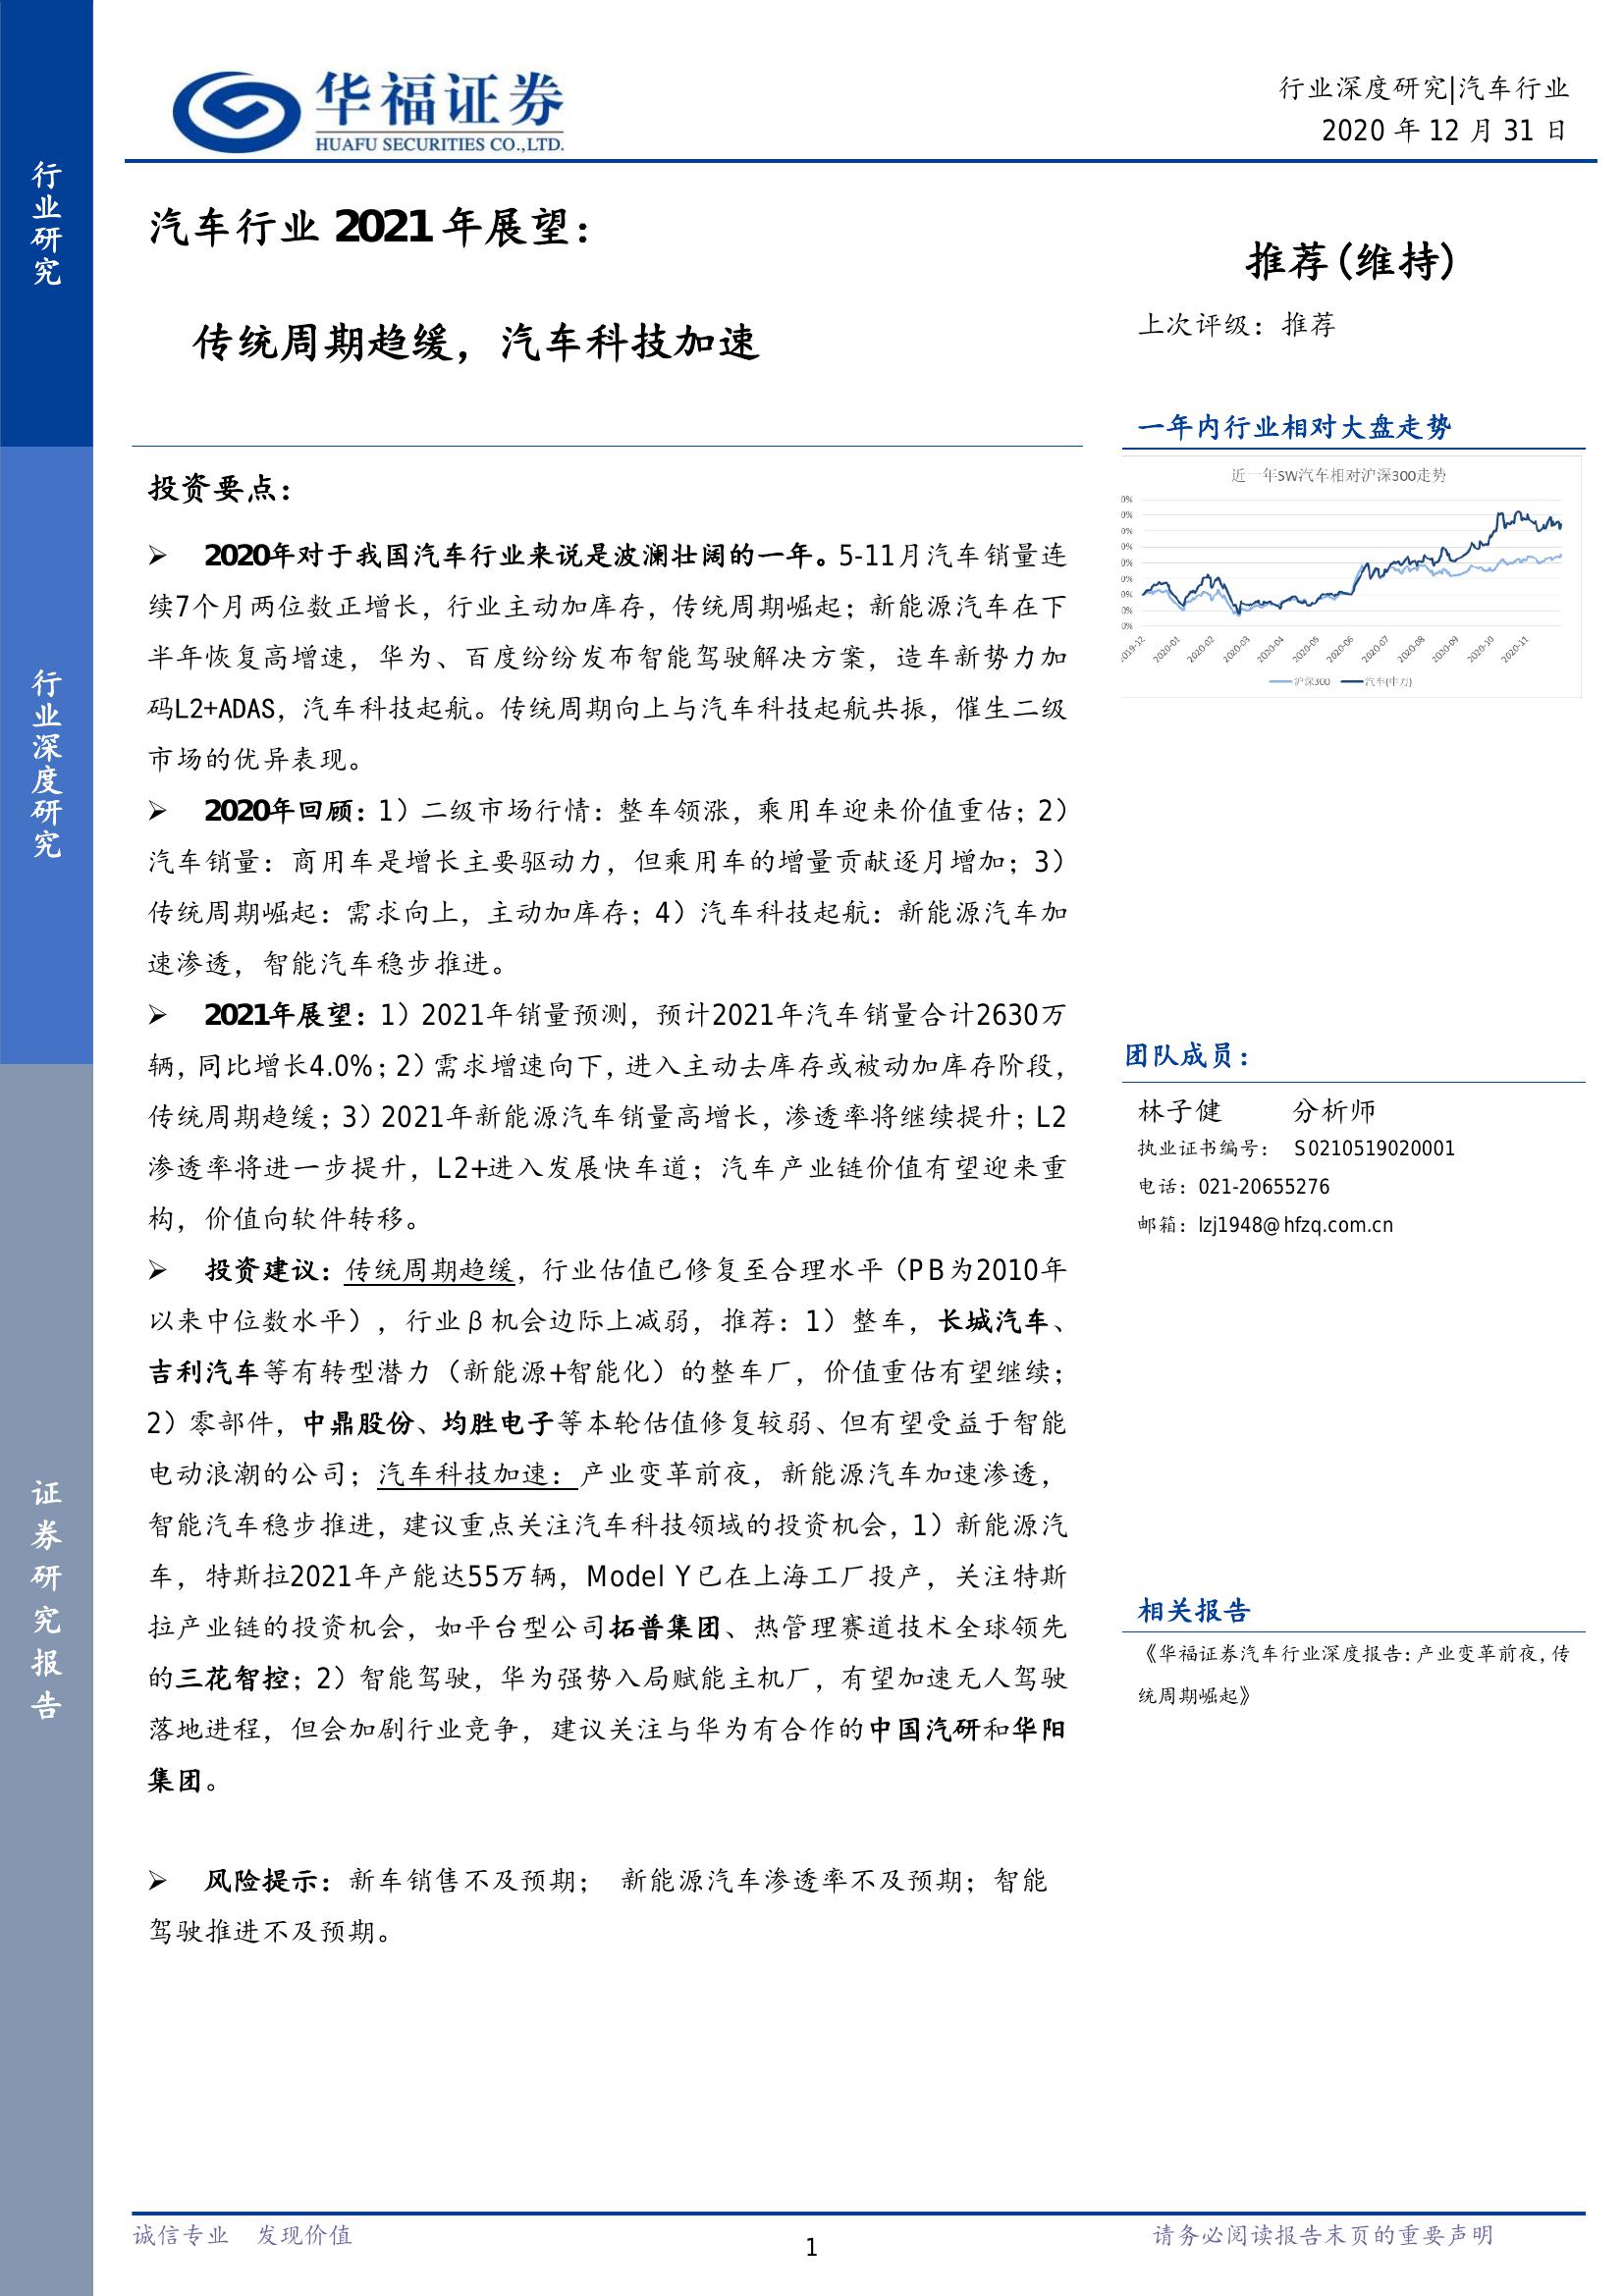 华福证券
HUAFU SECURITIES CO.,LTD.
行业深度研究|汽车行业
2020 年 12 月 31 日
行业研究
行业深度研究
证券研究报告
汽车行业 2021 年展望：
传统周期趋缓，汽车科技加速
投资要点：
➢ 2020年对于我国汽车行业来说是波澜壮阔的一年。5-11月汽车销量连
续7个月两位数正增长，行业主动加库存，传统周期崛起；新能源汽车在下
半年恢复高增速，华为、百度纷纷发布智能驾驶解决方案，造车新势力加
码L2+ADAS，汽车科技起航。传统周期向上与汽车科技起航共振，催生二级
市场的优异表现。
➢ 2020年回顾：1）二级市场行情：整车领涨，乘用车迎来价值重估；2）
汽车销量：商用车是增长主要驱动力，但乘用车的增量贡献逐月增加；3）
传统周期崛起：需求向上，主动加库存；4）汽车科技起航：新能源汽车加
速渗透，智能汽车稳步推进。
➢ 2021年展望：1）2021年销量预测，预计2021年汽车销量合计2630万
辆，同比增长4.0%；2）需求增速向下，进入主动去库存或被动加库存阶段，
传统周期趋缓；3）2021年新能源汽车销量高增长，渗透率将继续提升；L2
渗透率将进一步提升，L2+进入发展快车道；汽车产业链价值有望迎来重
构，价值向软件转移。
➢ 投资建议：传统周期趋缓，行业估值已修复至合理水平（PB为2010年
以来中位数水平），行业β机会边际上减弱，推荐：1）整车，长城汽车、
吉利汽车等有转型潜力（新能源+智能化）的整车厂，价值重估有望继续；
2）零部件，中鼎股份、均胜电子等本轮估值修复较弱、但有望受益于智能
电动浪潮的公司；汽车科技加速：产业变革前夜，新能源汽车加速渗透，
智能汽车稳步推进，建议重点关注汽车科技领域的投资机会，1）新能源汽
车，特斯拉2021年产能达55万辆，Model Y已在上海工厂投产，关注特斯
拉产业链的投资机会，如平台型公司拓普集团、热管理赛道技术全球领先
的三花智控；2）智能驾驶，华为强势入局赋能主机厂，有望加速无人驾驶
落地进程，但会加剧行业竞争，建议关注与华为有合作的中国汽研和华阳
集团。
➢ 风险提示：新车销售不及预期； 新能源汽车渗透率不及预期；智能
驾驶推进不及预期。
推荐(维持)
上次评级：推荐
一年内行业相对大盘走势
近一年SW汽车相对沪深300走势
0%
0%
0%
0%
0%
0%
0%
0%
0%
019-12 2020-01 2020-02 2020-03 2020-04 2020-05 2020-06 2020-07 2020-08 2020-09 2020-10 2020-11
沪深300 汽车(申万)
团队成员：
林子健 分析师
执业证书编号： S0210519020001
电话：021-20655276
邮箱：lzj1948@hfzq.com.cn
相关报告
《华福证券汽车行业深度报告：产业变革前夜，传
统周期崛起》
诚信专业 发现价值
1
请务必阅读报告末页的重要声明